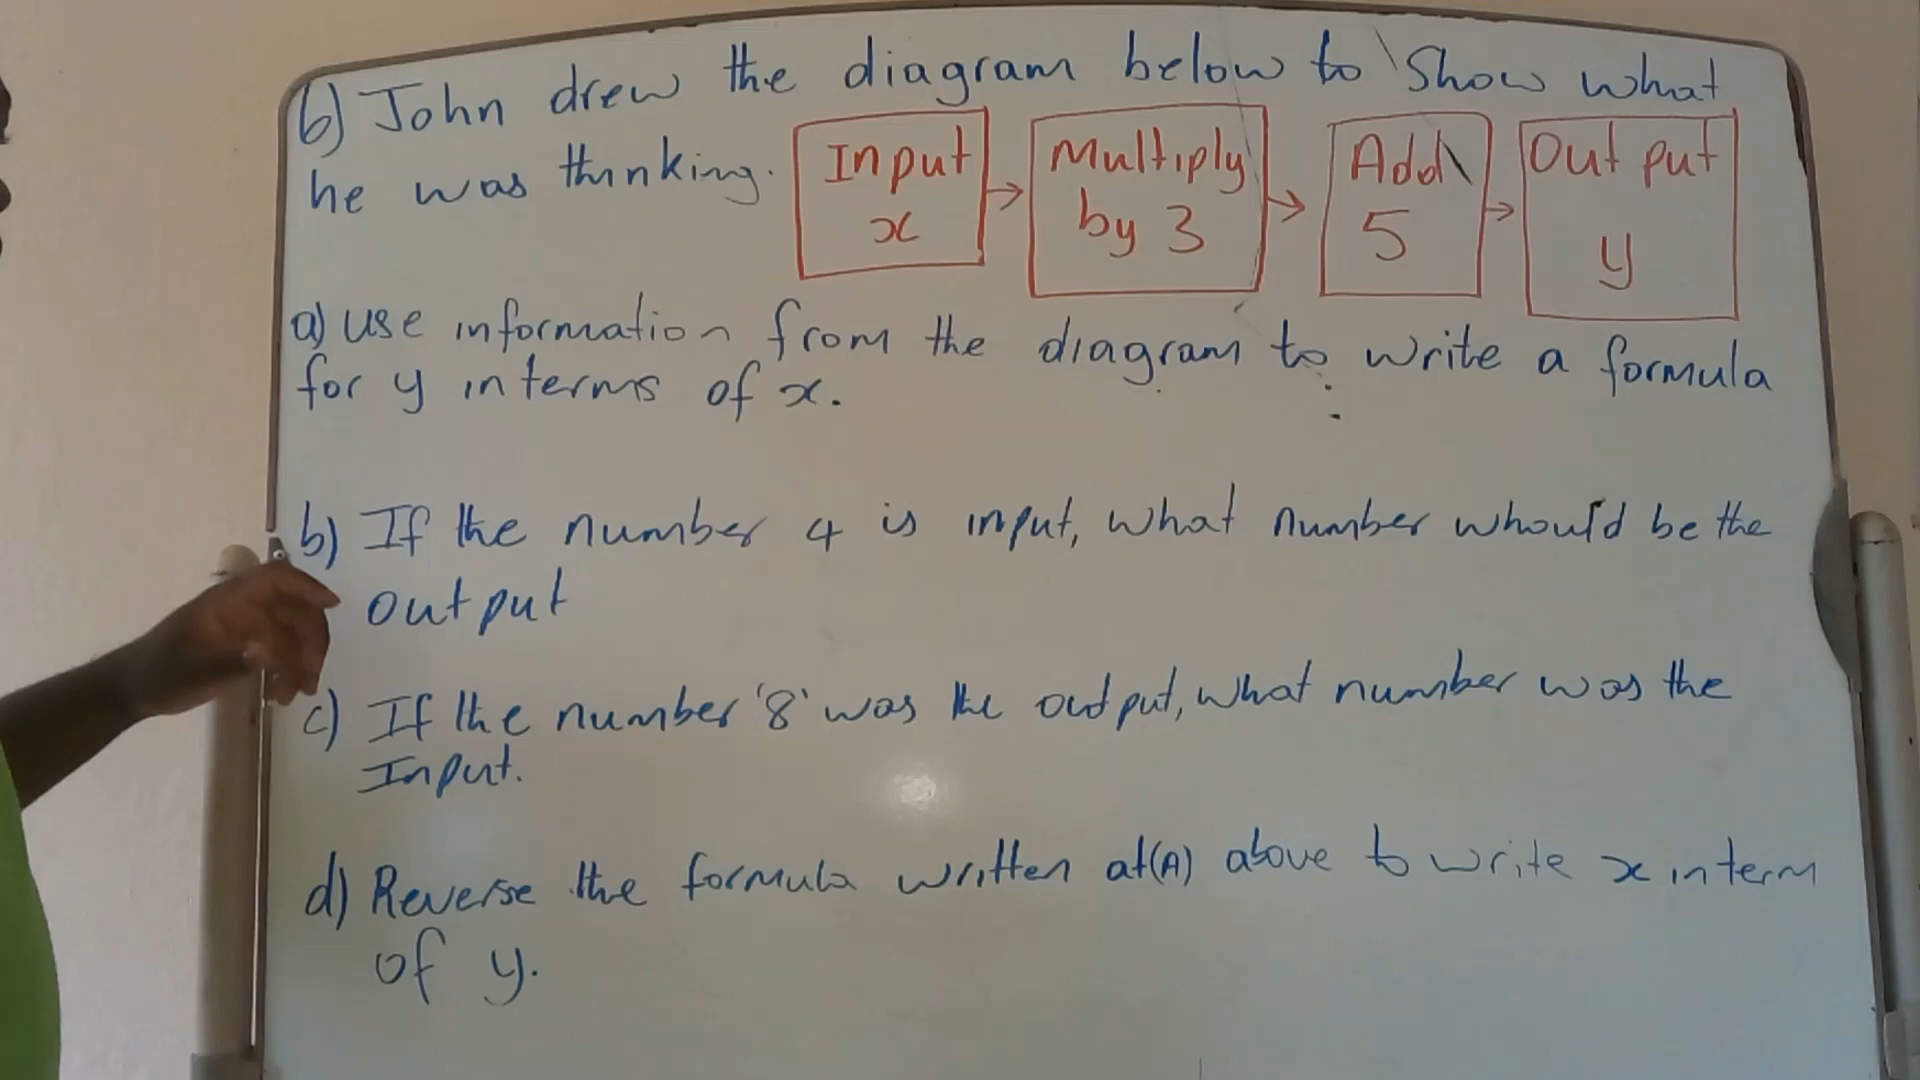 b) John drew the diagram below to show what
he was thinking.
Input
x
Multiply
by 3
Add
5
Out put
y
a) use information from the diagram to write a formula
for y in terms of x.
b) If the number 4 is input, what number whould be the
output
c) If the number '8' was the output, what number was the
Input.
d) Reverse the formula written at(A) above to write x in term
of y.